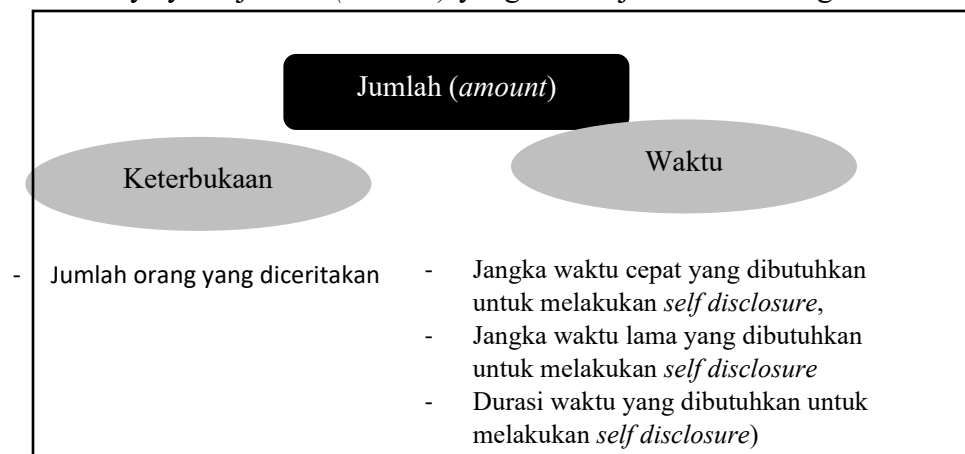 Jumlah (amount)
Keterbukaan
Waktu
- Jumlah orang yang diceritakan
- Jangka waktu cepat yang dibutuhkan
untuk melakukan self disclosure,
- Jangka waktu lama yang dibutuhkan
untuk melakukan self disclosure
- Durasi waktu yang dibutuhkan untuk
melakukan self disclosure)